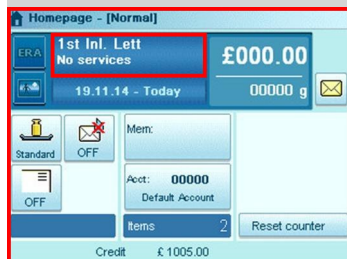 Homepage - [Normal]
ERA
1st Inl. Lett
No services
£000.00
19.11.14 - Today
00000 g
Standard
OFF
Mem:
OFF
Acct: 00000
Default Account
Items 2
Reset counter
Credit £ 1005.00